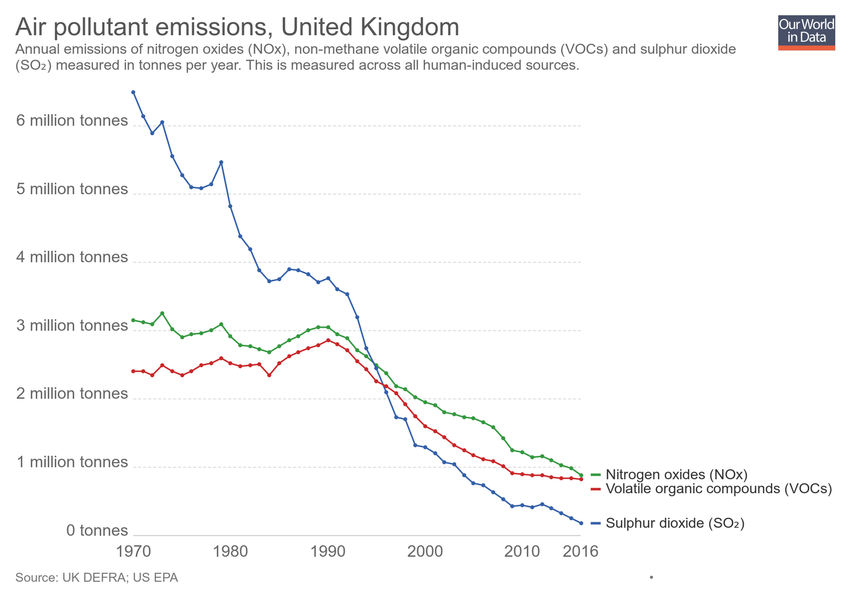 Air pollutant emissions, United Kingdom
Our World
in Data
Annual emissions of nitrogen oxides (NOx), non-methane volatile organic compounds (VOCs) and sulphur dioxide
(SO₂) measured in tonnes per year. This is measured across all human-induced sources.
6 million tonnes
5 million tonnes
4 million tonnes
3 million tonnes
2 million tonnes
1 million tonnes
0 tonnes
Nitrogen oxides (NOx)
Volatile organic compounds (VOCs)
Sulphur dioxide (SO₂)
1970 1980 1990 2000 2010 2016
Source: UK DEFRA; US EPA